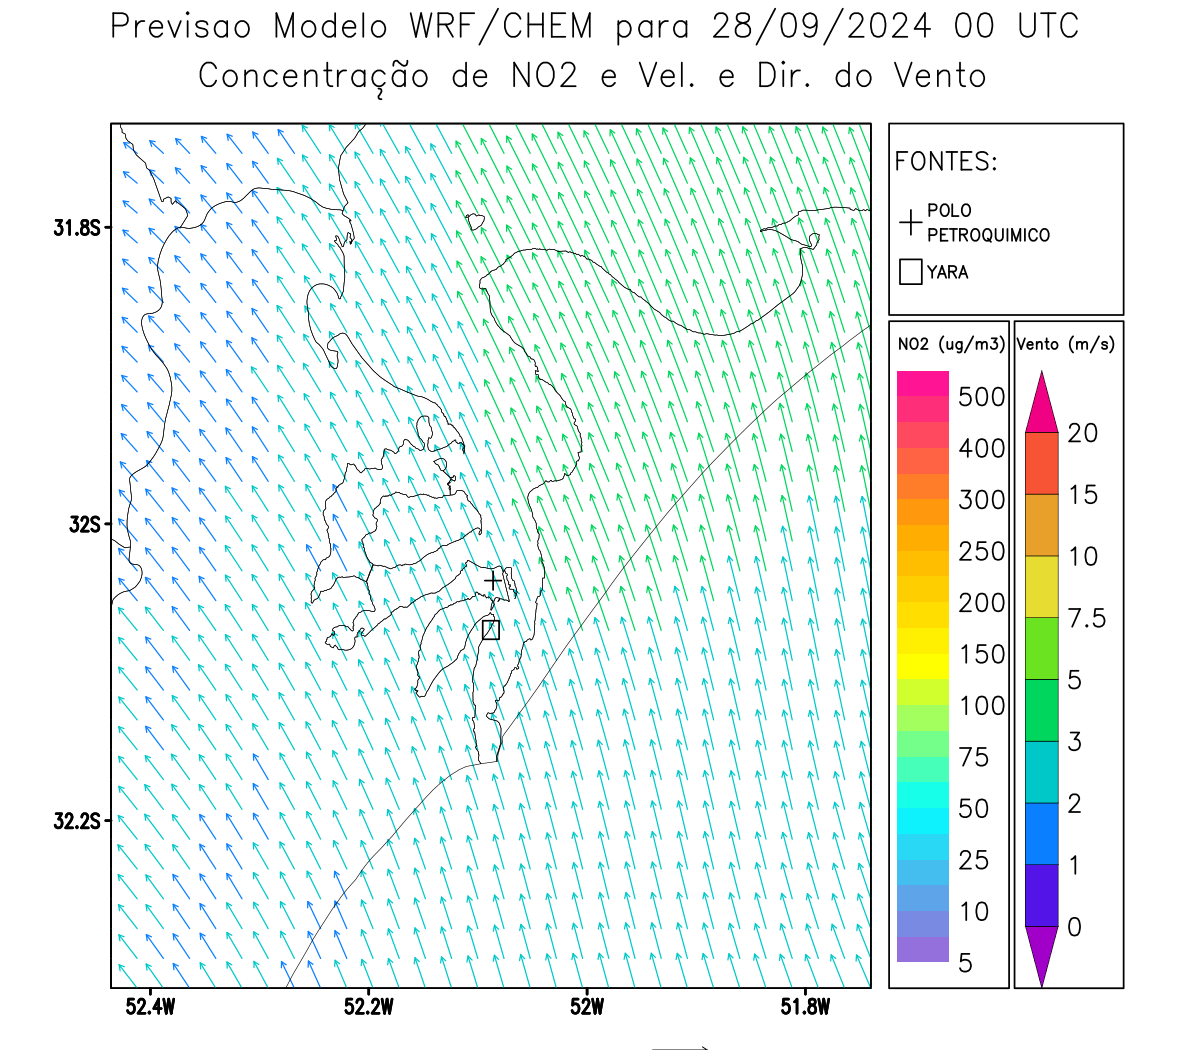 Previsao Modelo WRF/CHEM para 28/09/2024 00 UTC
Concentração de NO2 e Vel. e Dir. do Vento
FONTES:
POLO
PETROQUIMICO
YARA
NO2 (ug/m3)
500
400
300
250
200
150
100
75
50
25
10
5
Vento (m/s)
20
15
10
7.5
5
3
2
1
0
31.8S
32S
32.2S
52.4W
52.2W
52W
51.8W